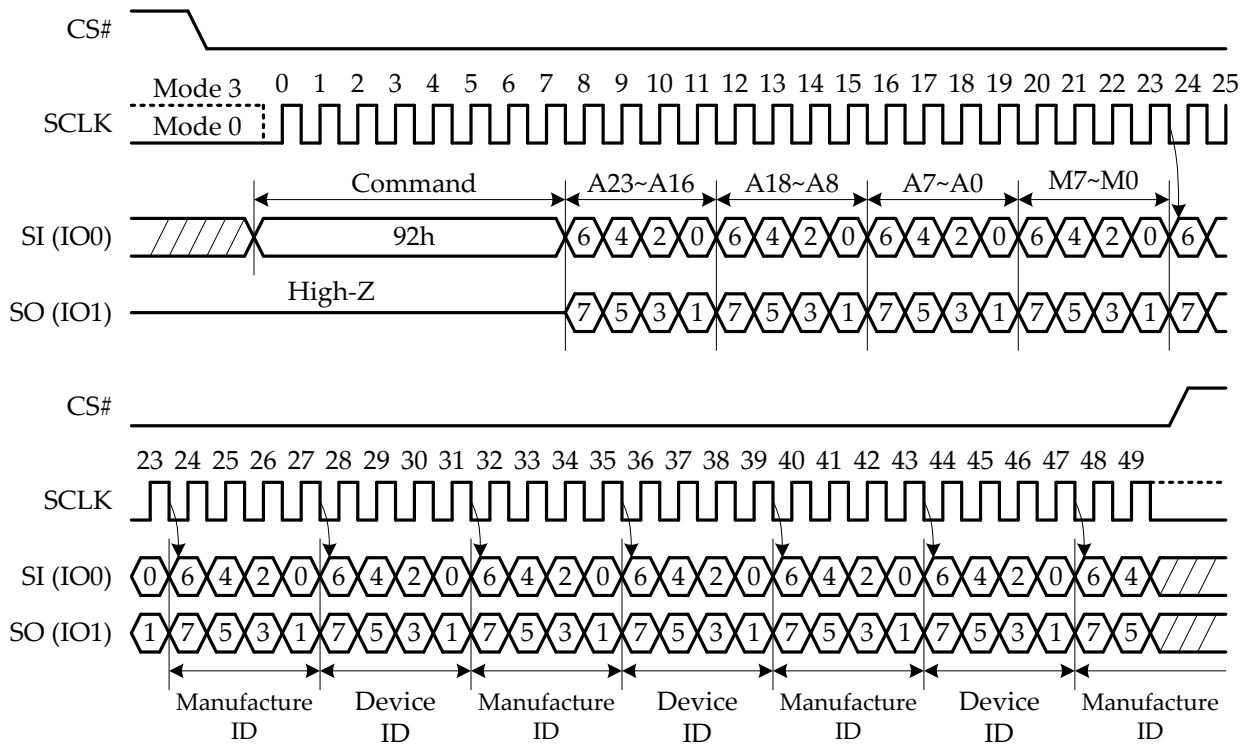 CS#
Mode 3
0 1 2 3 4 5 6 7 8 9 10 11 12 13 14 15 16 17 18 19 20 21 22 23 24 25
SCLK
Mode 0
Command A23~A16 A18~A8 A7~A0 M7~M0
SI (IO0) 92h 6 4 2 0 6 4 2 0 6 4 2 0 6 4 2 0 6
High-Z
SO (IO1) 7 5 3 1 7 5 3 1 7 5 3 1 7 5 3 1 7
CS#
23 24 25 26 27 28 29 30 31 32 33 34 35 36 37 38 39 40 41 42 43 44 45 46 47 48 49
SCLK
SI (IO0) 0 6 4 2 0 6 4 2 0 6 4 2 0 6 4 2 0 6 4 2 0 6 4 2 0 6 4
SO (IO1) 1 7 5 3 1 7 5 3 1 7 5 3 1 7 5 3 1 7 5 3 1 7 5 3 1 7 5
Manufacture Device Manufacture Device Manufacture Device Manufacture
ID ID ID ID ID ID ID